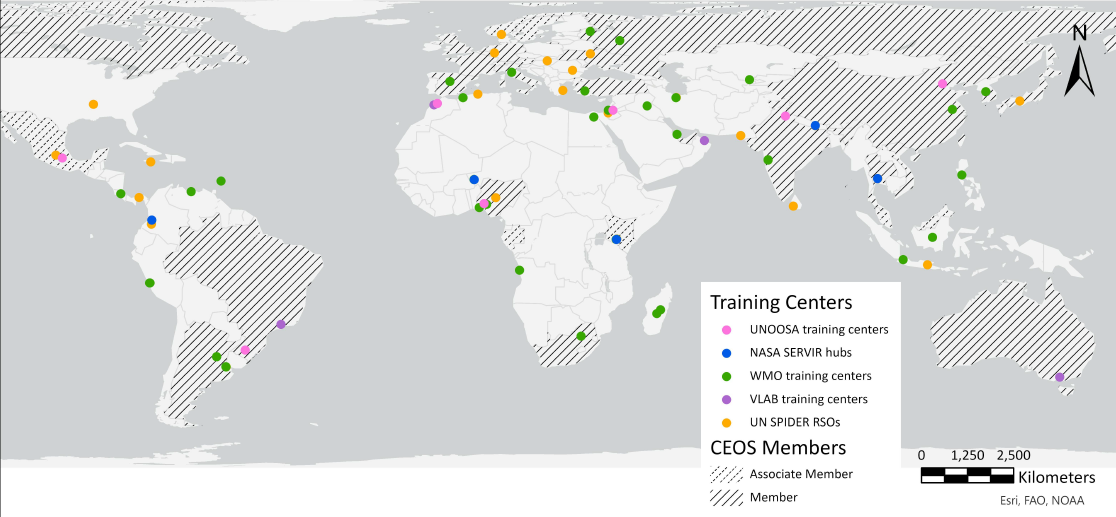 N
Training Centers
UNOOSA training centers
NASA SERVIR hubs
WMO training centers
VLAB training centers
UN SPIDER RSOs
CEOS Members
Associate Member
Member
0 1,250 2,500
Kilometers
Esri, FAO, NOAA